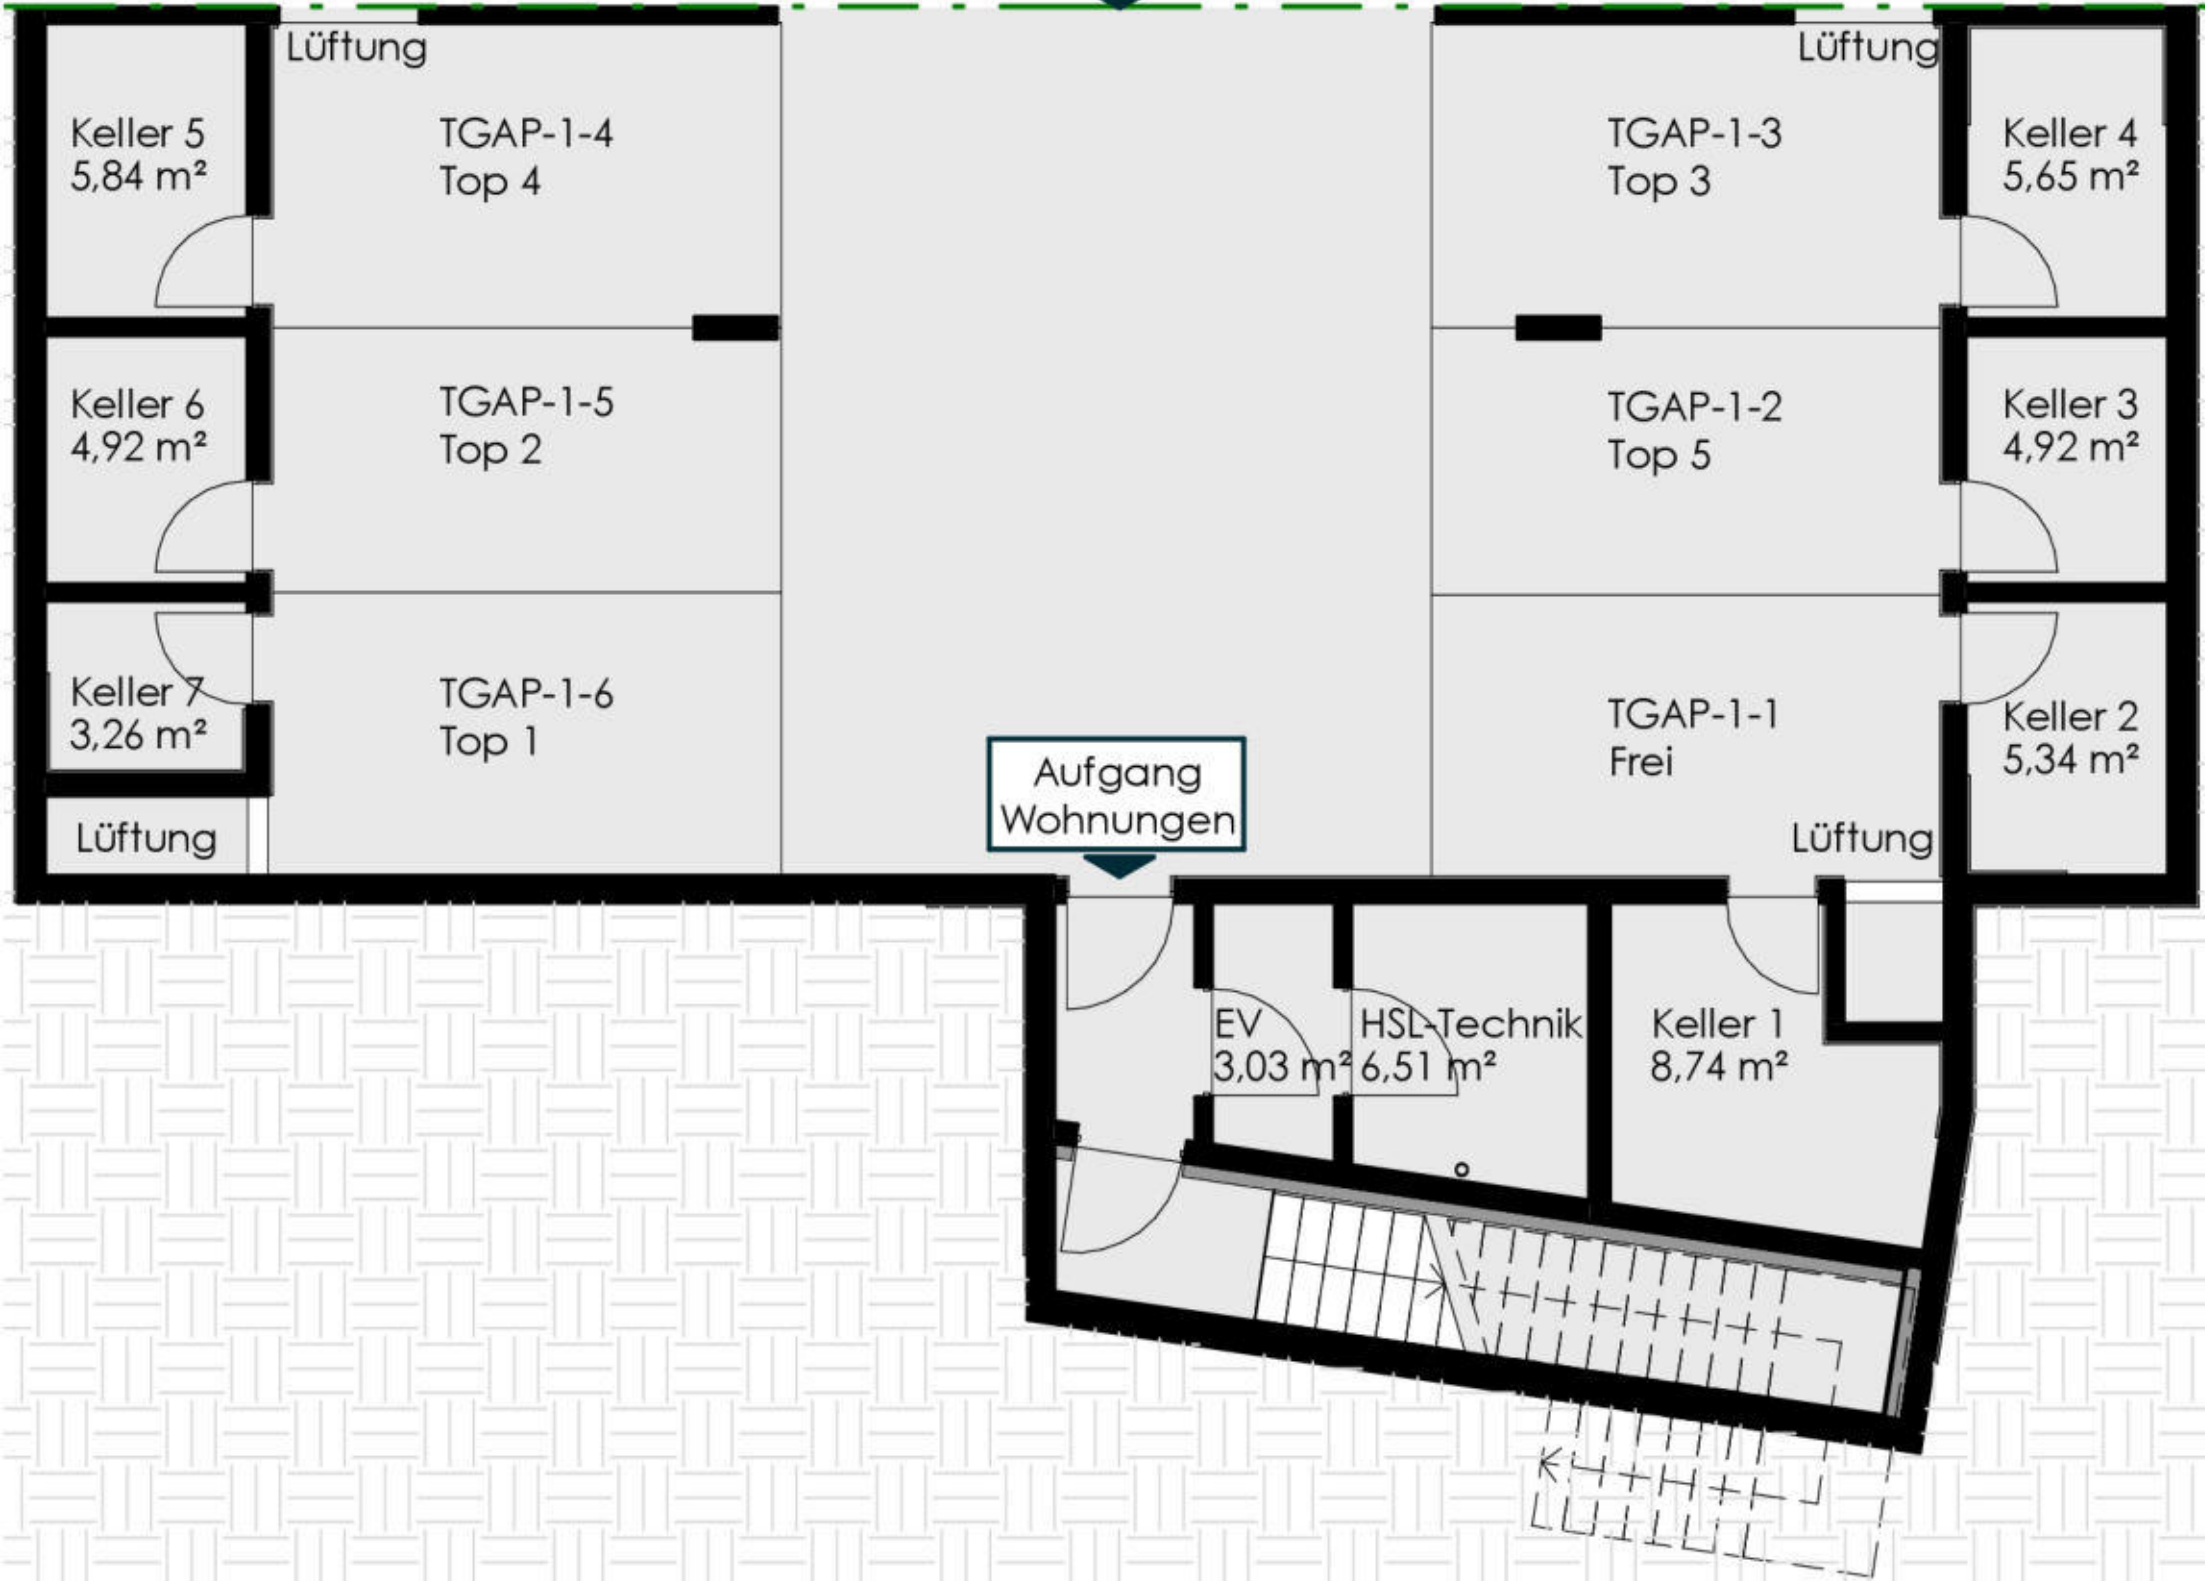 Lüftung
Lüftung
Keller 5
5,84 m²
TGAP-1-4
Top 4
TGAP-1-3
Top 3
Keller 4
5,65 m²
Keller 6
4,92 m²
TGAP-1-5
Top 2
TGAP-1-2
Top 5
Keller 3
4,92 m²
Keller 7
3,26 m²
TGAP-1-6
Top 1
TGAP-1-1
Frei
Keller 2
5,34 m²
Aufgang
Wohnungen
Lüftung
Lüftung
EV
3,03 m²
HSL-Technik
6,51 m²
Keller 1
8,74 m²